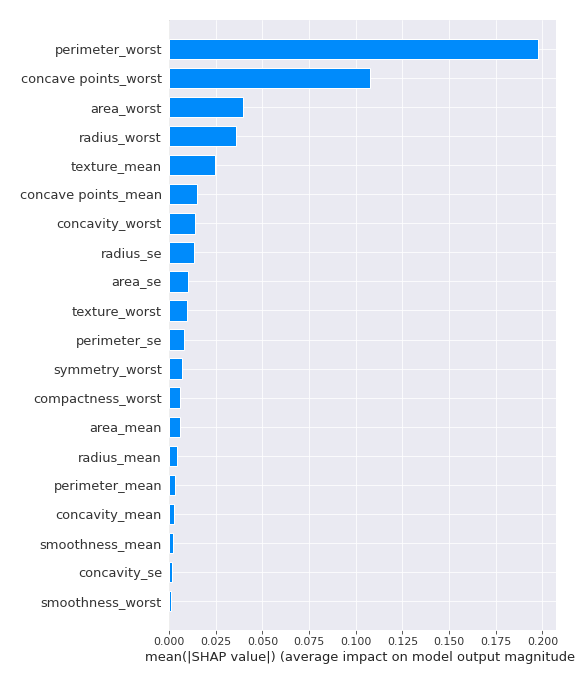 perimeter_worst
concave points_worst
area_worst
radius_worst
texture_mean
concave points_mean
concavity_worst
radius_se
area_se
texture_worst
perimeter_se
symmetry_worst
compactness_worst
area_mean
radius_mean
perimeter_mean
concavity_mean
smoothness_mean
concavity_se
smoothness_worst
0.000 0.025 0.050 0.075 0.100 0.125 0.150 0.175 0.200
mean(|SHAP value|) (average impact on model output magnitude